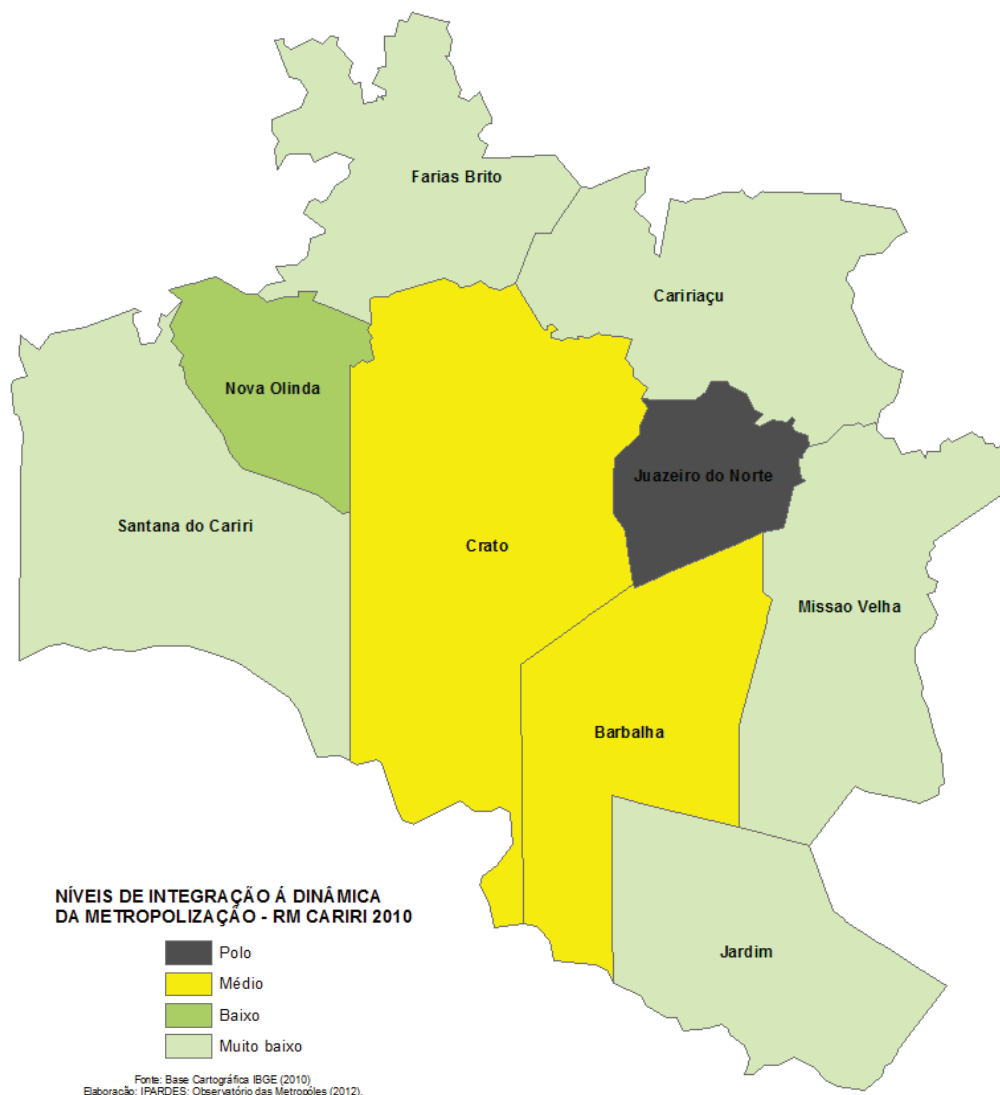 Farias Brito
Caririaçu
Nova Olinda
Juazeiro do Norte
Santana do Cariri
Crato
Missao Velha
Barbalha
Jardim
NÍVEIS DE INTEGRAÇÃO Á DINÂMICA
DA METROPOLIZAÇÃO - RM CARIRI 2010
Polo
Médio
Baixo
Muito baixo
Fonte: Base Cartográfica IBGE (2010)
Elaboração: IPARDES; Observatório das Metropóles (2012).